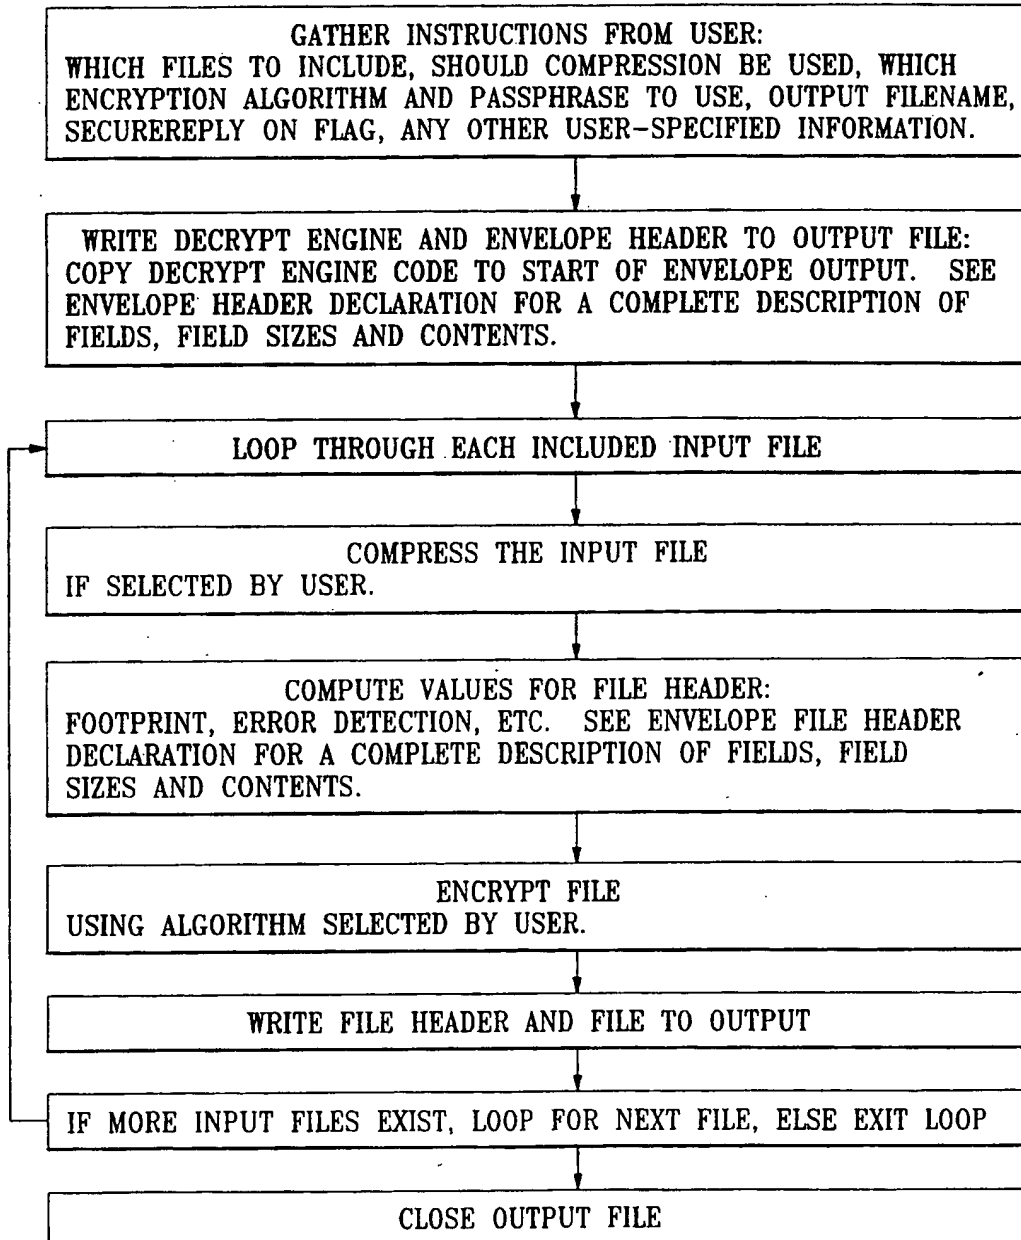 GATHER INSTRUCTIONS FROM USER:
WHICH FILES TO INCLUDE, SHOULD COMPRESSION BE USED, WHICH
ENCRYPTION ALGORITHM AND PASSPHRASE TO USE, OUTPUT FILENAME,
SECUREREPLY ON FLAG, ANY OTHER USER-SPECIFIED INFORMATION.
WRITE DECRYPT ENGINE AND ENVELOPE HEADER TO OUTPUT FILE:
COPY DECRYPT ENGINE CODE TO START OF ENVELOPE OUTPUT. SEE
ENVELOPE HEADER DECLARATION FOR A COMPLETE DESCRIPTION OF
FIELDS, FIELD SIZES AND CONTENTS.
LOOP THROUGH EACH INCLUDED INPUT FILE
COMPRESS THE INPUT FILE
IF SELECTED BY USER.
COMPUTE VALUES FOR FILE HEADER:
FOOTPRINT, ERROR DETECTION, ETC. SEE ENVELOPE FILE HEADER
DECLARATION FOR A COMPLETE DESCRIPTION OF FIELDS, FIELD
SIZES AND CONTENTS.
ENCRYPT FILE
USING ALGORITHM SELECTED BY USER.
WRITE FILE HEADER AND FILE TO OUTPUT
IF MORE INPUT FILES EXIST, LOOP FOR NEXT FILE, ELSE EXIT LOOP
CLOSE OUTPUT FILE